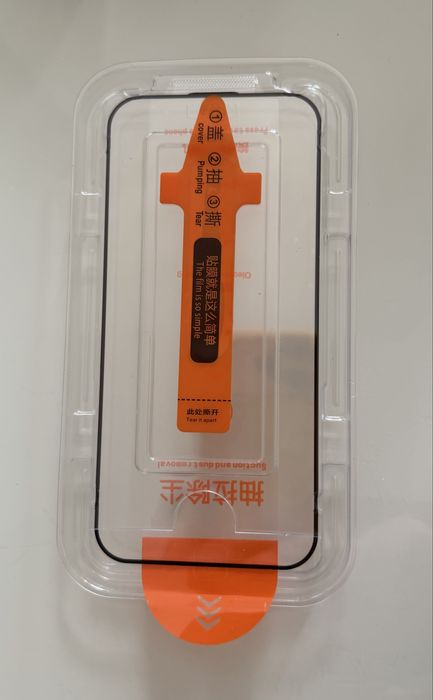 ①盖 ②抽 ③撕
cover Pumping Tear
贴膜就是这么简单
The film is so simple
此处撕开
Tear it apart
Suction and dust removal
抽拉除尘